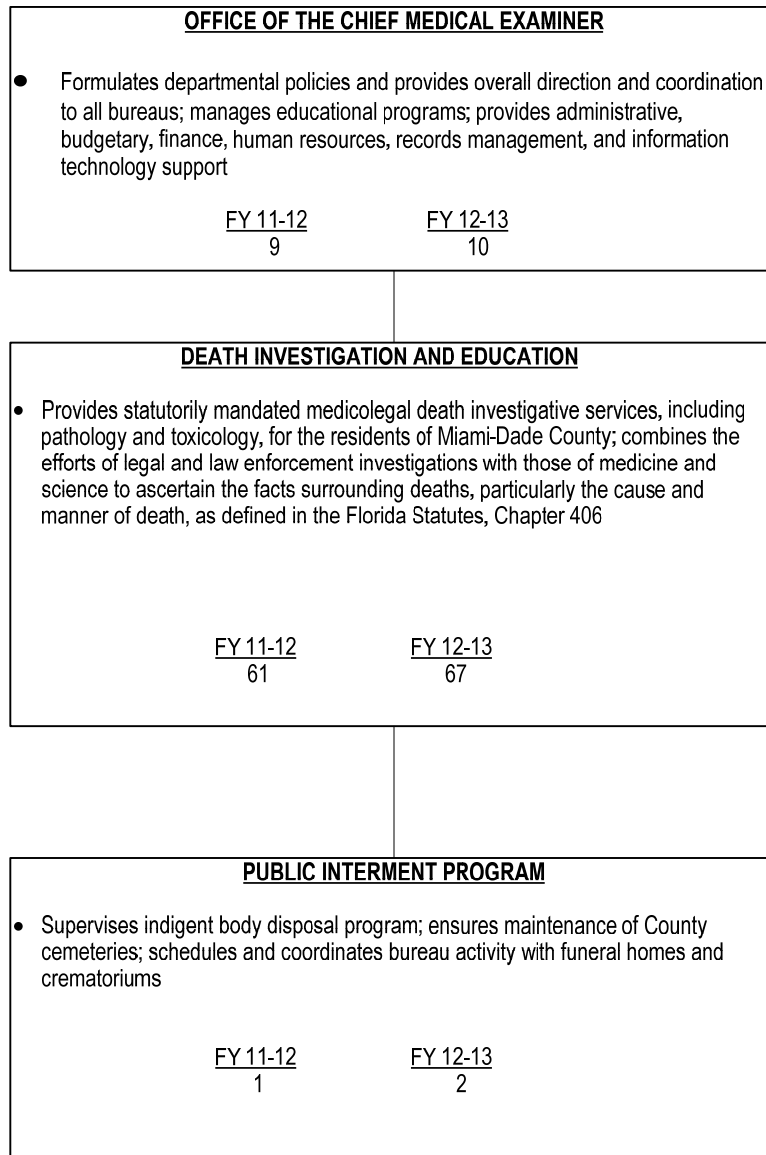 OFFICE OF THE CHIEF MEDICAL EXAMINER
• Formulates departmental policies and provides overall direction and coordination
to all bureaus; manages educational programs; provides administrative,
budgetary, finance, human resources, records management, and information
technology support
FY 11-12 FY 12-13
9 10
DEATH INVESTIGATION AND EDUCATION
• Provides statutorily mandated medicolegal death investigative services, including
pathology and toxicology, for the residents of Miami-Dade County; combines the
efforts of legal and law enforcement investigations with those of medicine and
science to ascertain the facts surrounding deaths, particularly the cause and
manner of death, as defined in the Florida Statutes, Chapter 406
FY 11-12 FY 12-13
61 67
PUBLIC INTERMENT PROGRAM
• Supervises indigent body disposal program; ensures maintenance of County
cemeteries; schedules and coordinates bureau activity with funeral homes and
crematoriums
FY 11-12 FY 12-13
1 2